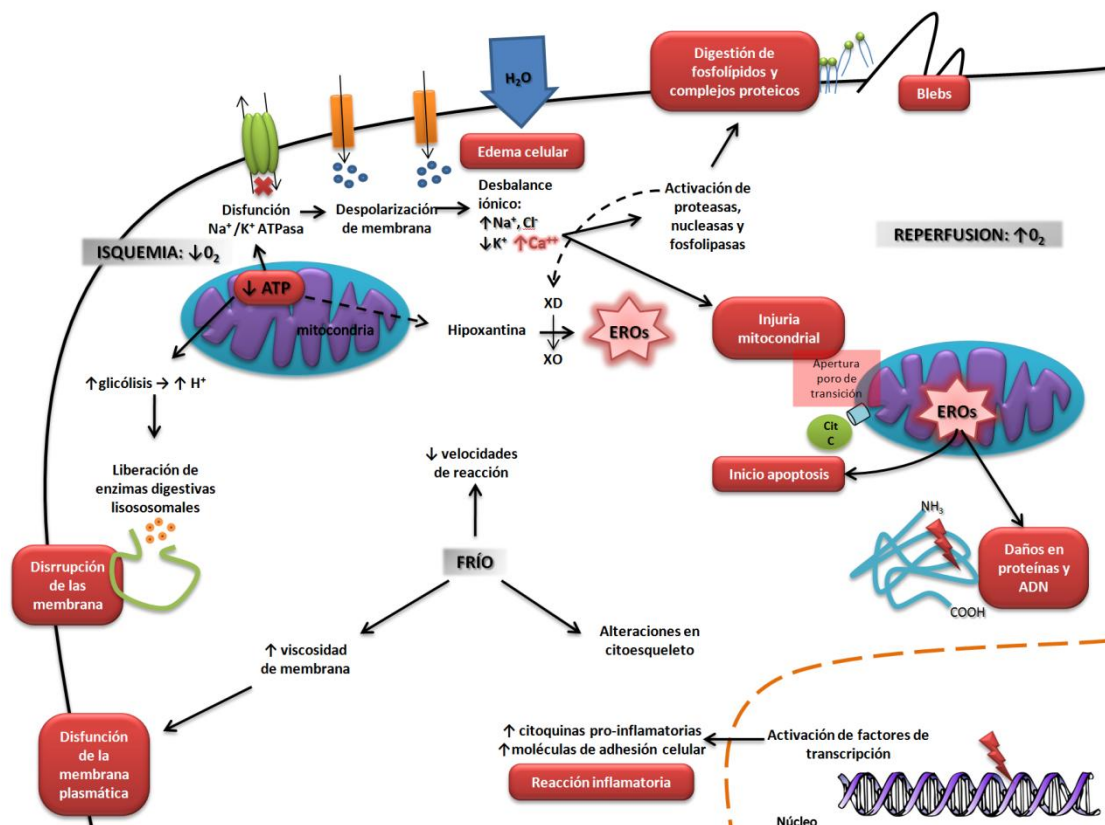 H₂O
Digestión de
fosfolípidos y
complejos proteicos
Blebs
Edema celular
Disfunción
Na⁺/K⁺ ATPasa
Despolarización
de membrana
Desbalance
iónico:
↑Na⁺, Cl⁻
↓K⁺ ↑Ca⁺⁺
Activación de
proteasas,
nucleasas y
fosfolipasas
ISQUEMIA: ↓0₂
REPERFUSION: ↑0₂
↓ ATP
mitocondria
Hipoxantina
XD
XO
EROs
Injuria
mitocondrial
Apertura
poro de
transición
Cit
C
EROs
↑glicólisis → ↑ H⁺
Inicio apoptosis
Liberación de
enzimas digestivas
lisososomales
↓ velocidades
de reacción
NH₃
COOH
Daños en
proteínas y
ADN
Disrrupción
de las
membrana
FRÍO
↑ viscosidad
de membrana
Alteraciones en
citoesqueleto
Disfunción
de la
membrana
plasmática
↑ citoquinas pro-inflamatorias
↑moléculas de adhesión celular
Reacción inflamatoria
Activación de factores de
transcripción
Núcleo